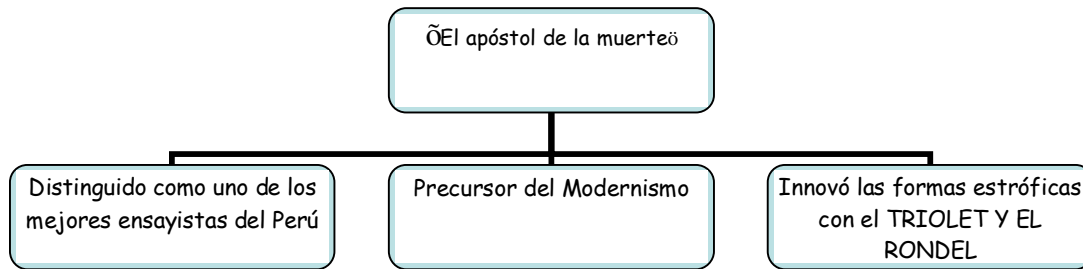 ÕEl apóstol de la muerteö
Distinguido como uno de los
mejores ensayistas del Perú
Precursor del Modernismo
Innovó las formas estróficas
con el TRIOLET Y EL
RONDEL